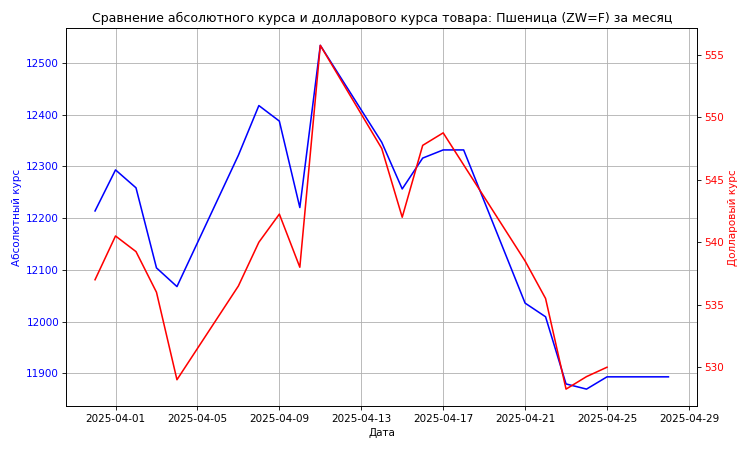 Сравнение абсолютного курса и долларового курса товара: Пшеница (ZW=F) за месяц
Абсолютный курс
12500
12400
12300
12200
12100
12000
11900
555
550
545
540
535
530
Долларовый курс
2025-04-01 2025-04-05 2025-04-09 2025-04-13 2025-04-17 2025-04-21 2025-04-25 2025-04-29
Дата